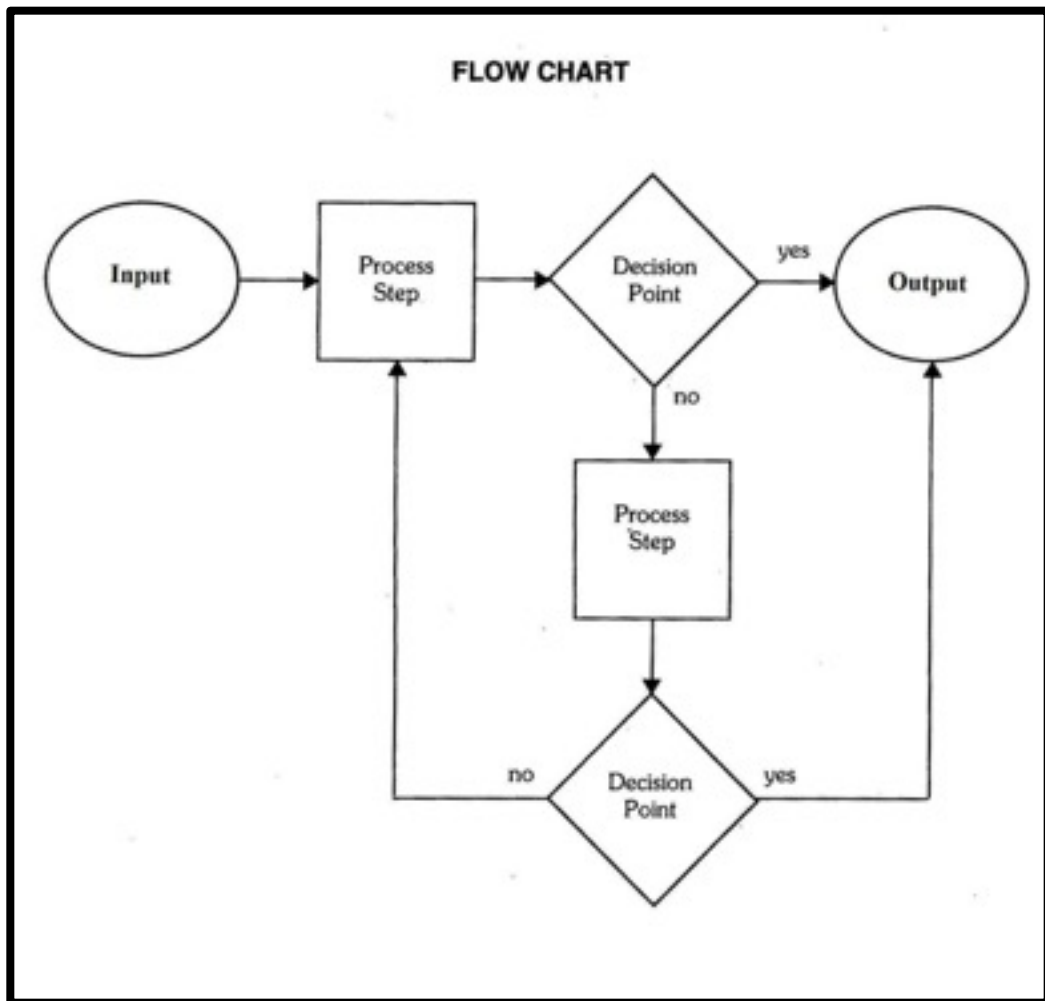 FLOW CHART
Input
Process
Step
Decision
Point
yes
Output
no
Process
Step
no
Decision
Point
yes